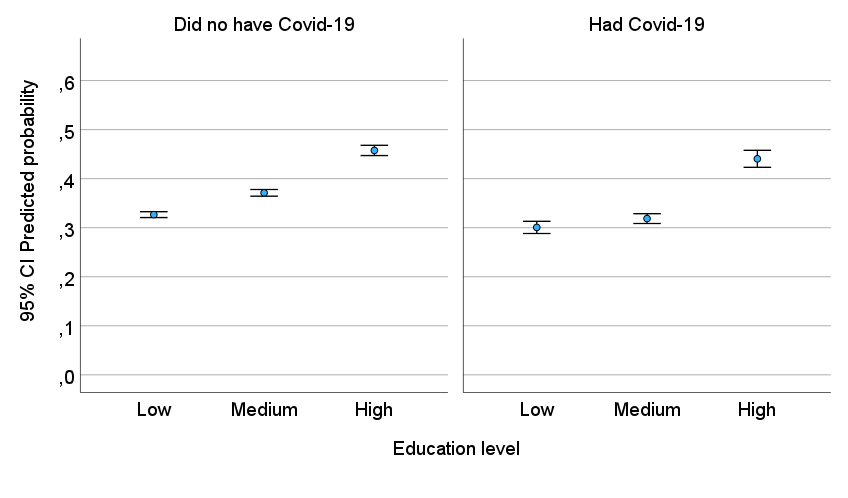 Did no have Covid-19
Had Covid-19
95% CI Predicted probability
,6
,5
,4
,3
,2
,1
,0
Low
Medium
High
Low
Medium
High
Education level